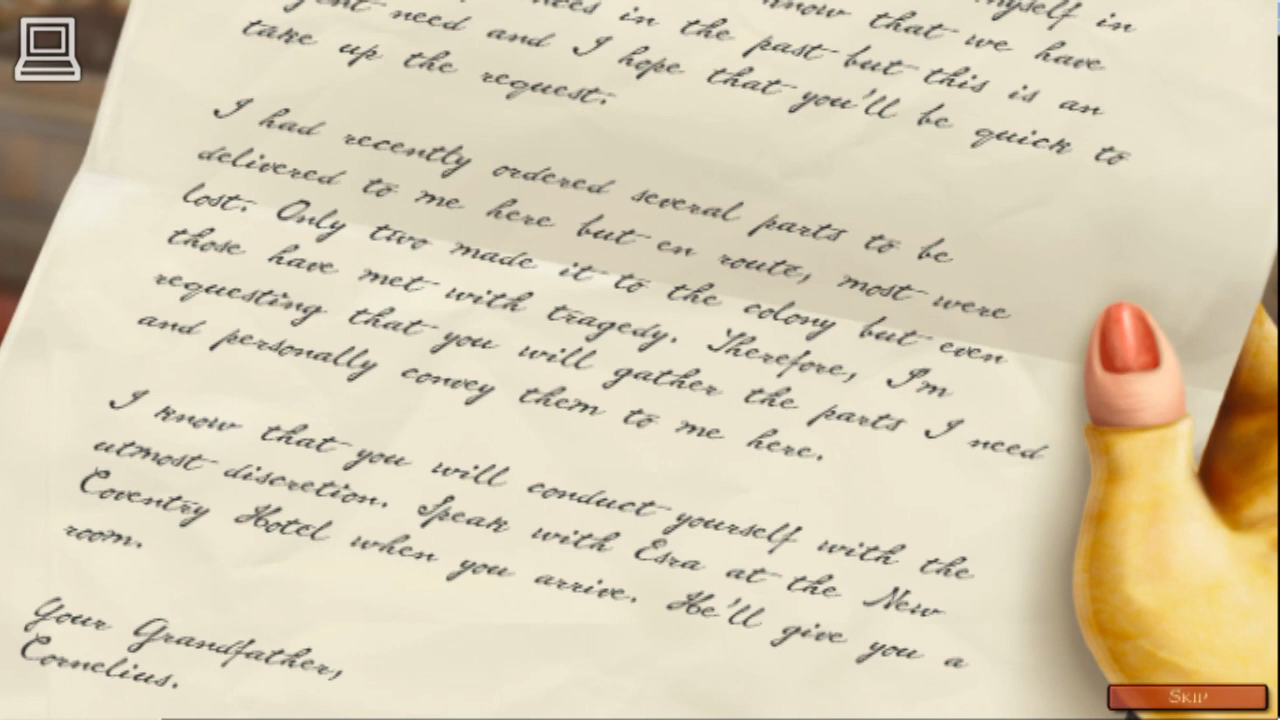 myself in
know that we have
in the past but this is an
need and I hope that you'll be quick to
take up the request.
I had recently ordered several parts to be
delivered to me here but en route, most were
lost. Only two made it to the colony but even
those have met with tragedy. Therefore, I'm
requesting that you will gather the parts I need
and personally convey them to me here.
I know that you will conduct yourself with the
utmost discretion. Speak with Esra at the New
Coventry Hotel when you arrive. He'll give you a
room.
Your Grandfather,
Cornelius.
Skip